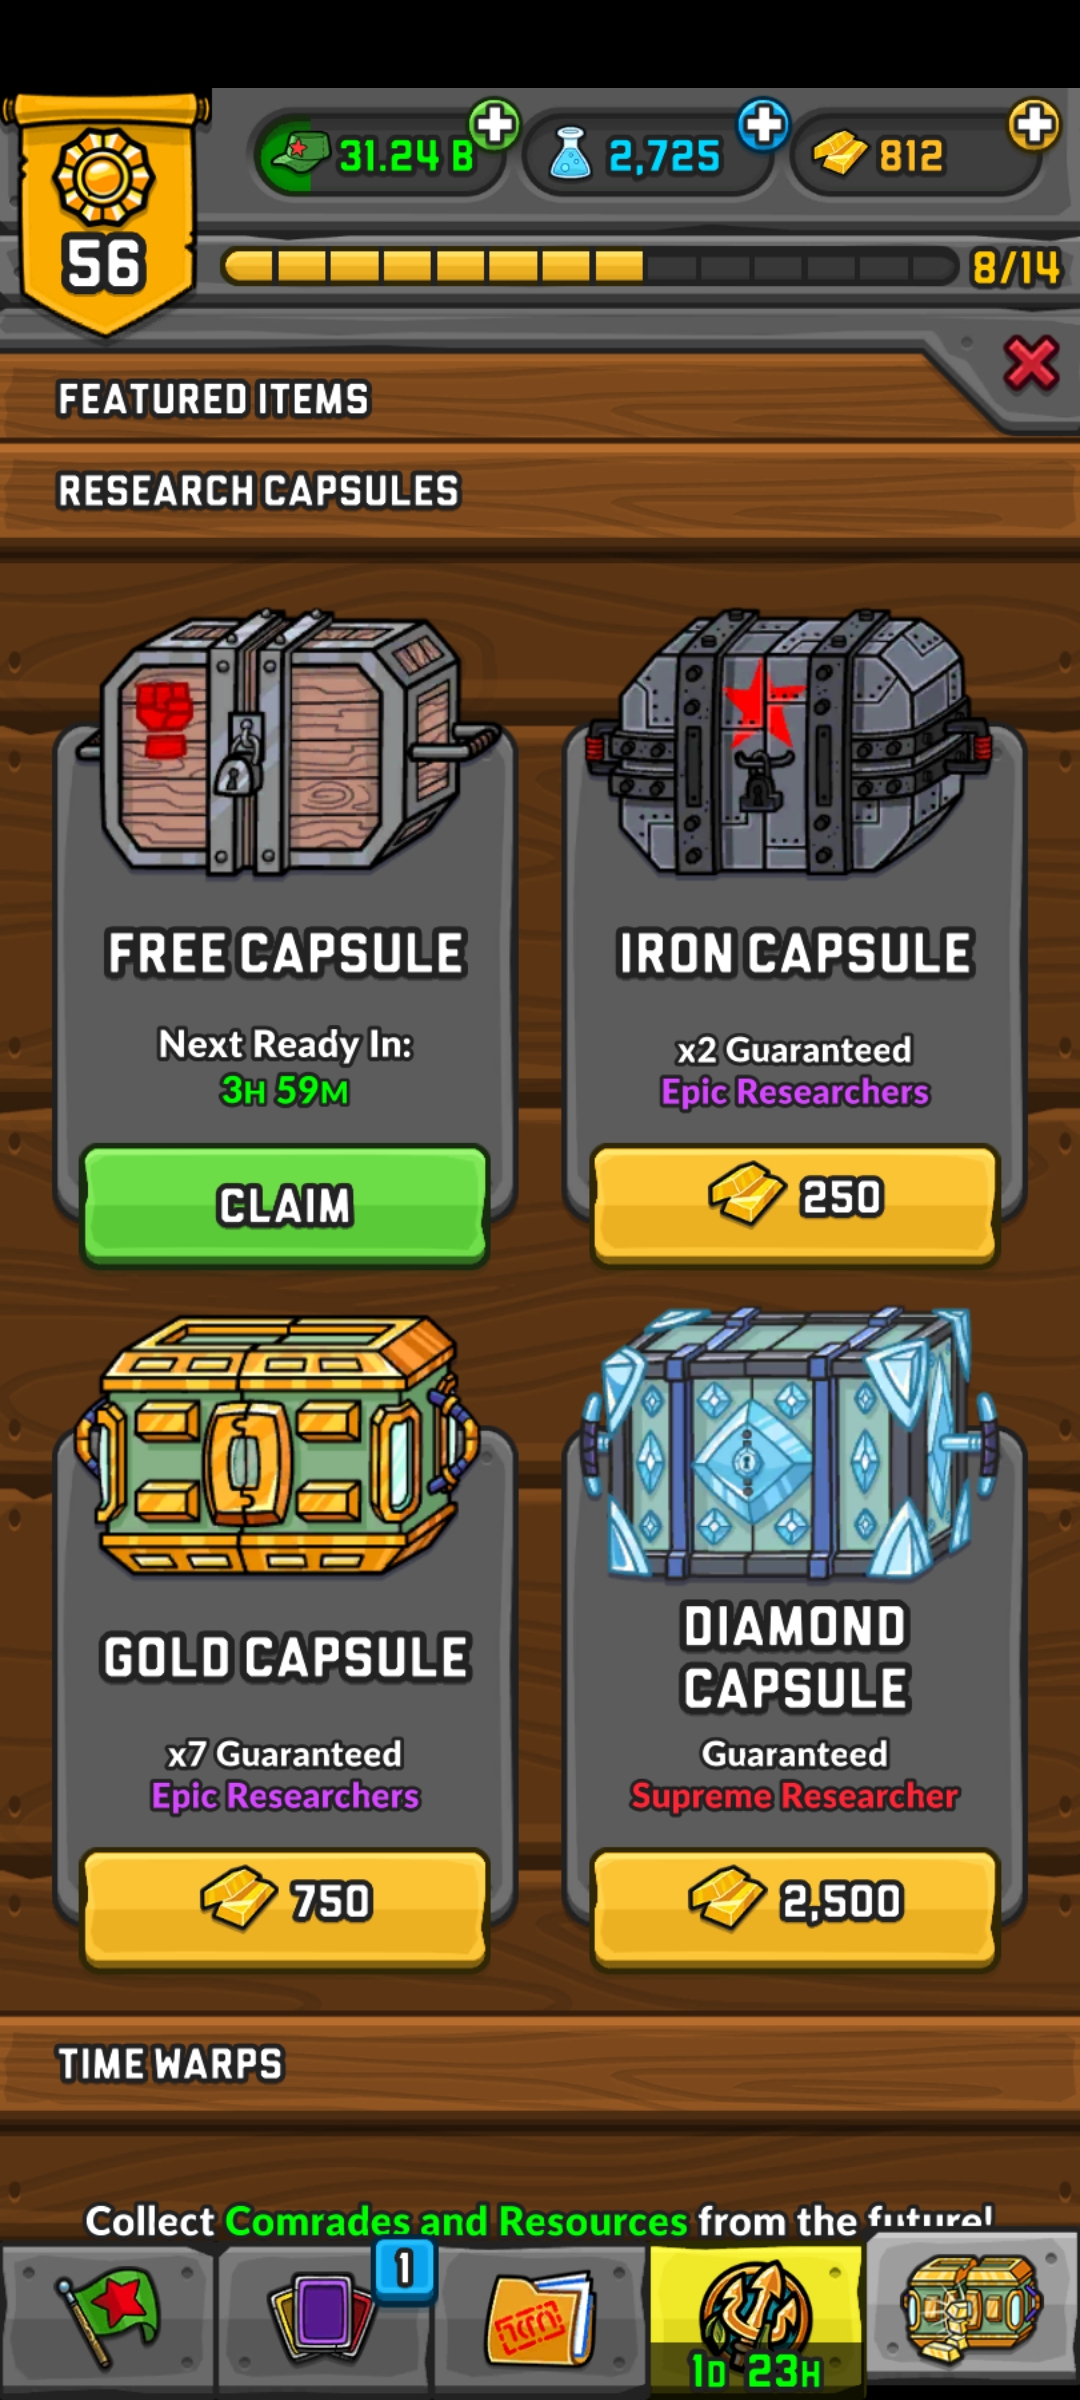 31.24 B
2,725
812
56
8/14
FEATURED ITEMS
RESEARCH CAPSULES
FREE CAPSULE
Next Ready In:
3H 59M
CLAIM
IRON CAPSULE
x2 Guaranteed
Epic Researchers
250
GOLD CAPSULE
x7 Guaranteed
Epic Researchers
750
DIAMOND
CAPSULE
Guaranteed
Supreme Researcher
2,500
TIME WARPS
Collect Comrades and Resources from the future!
1
1D 23H